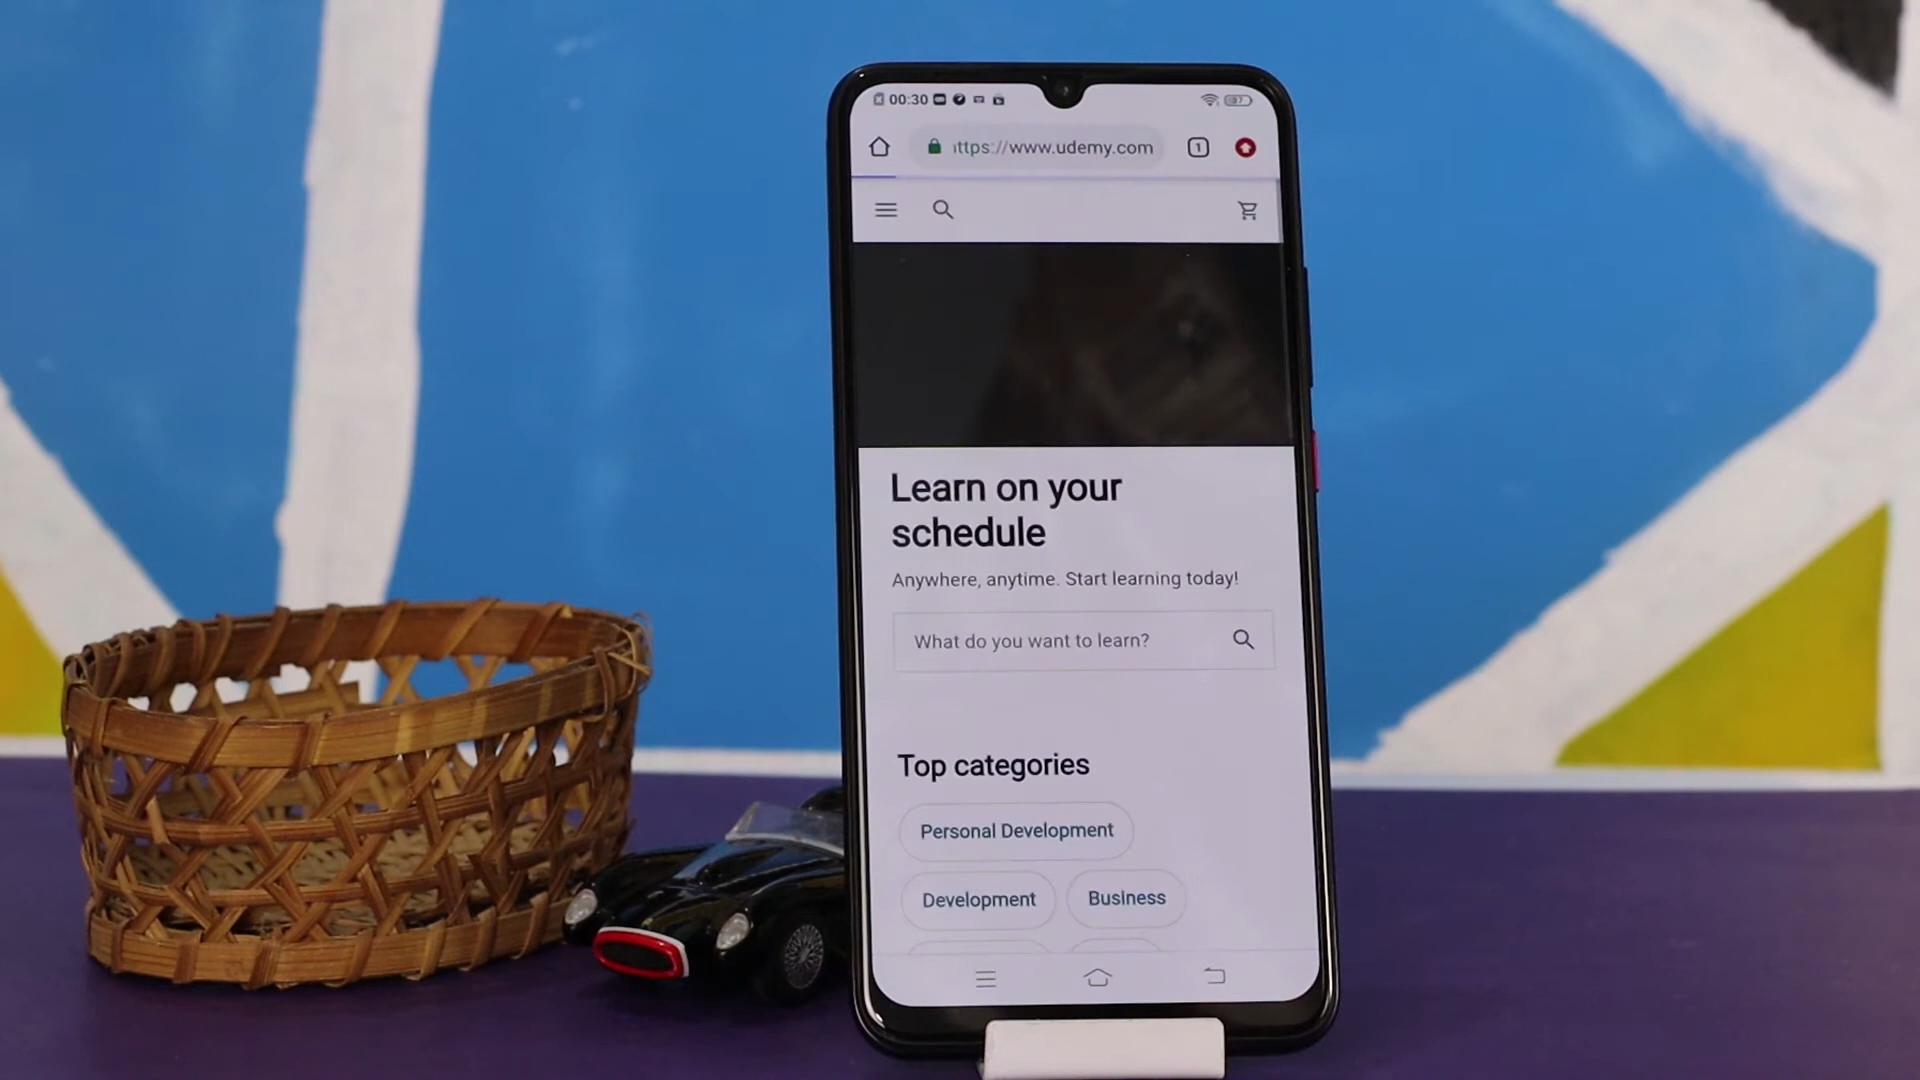 00:30
ttps://www.udemy.com
1
Learn on your
schedule
Anywhere, anytime. Start learning today!
What do you want to learn?
Top categories
Personal Development
Development
Business